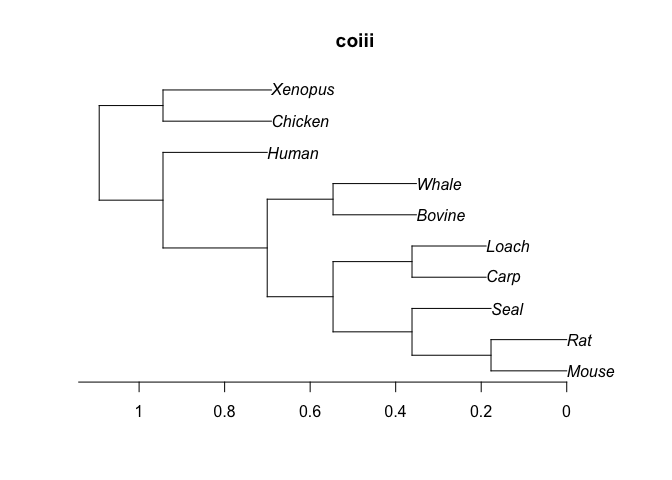 coiii
Xenopus
Chicken
Human
Whale
Bovine
Loach
Carp
Seal
Rat
Mouse
1 0.8 0.6 0.4 0.2 0